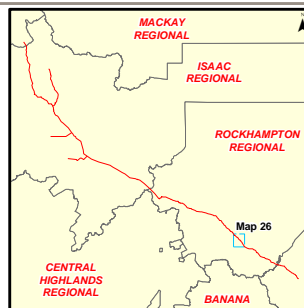 MACKAY
REGIONAL
ISAAC
REGIONAL
ROCKHAMPTON
REGIONAL
Map 26
CENTRAL
HIGHLANDS
REGIONAL
BANANA